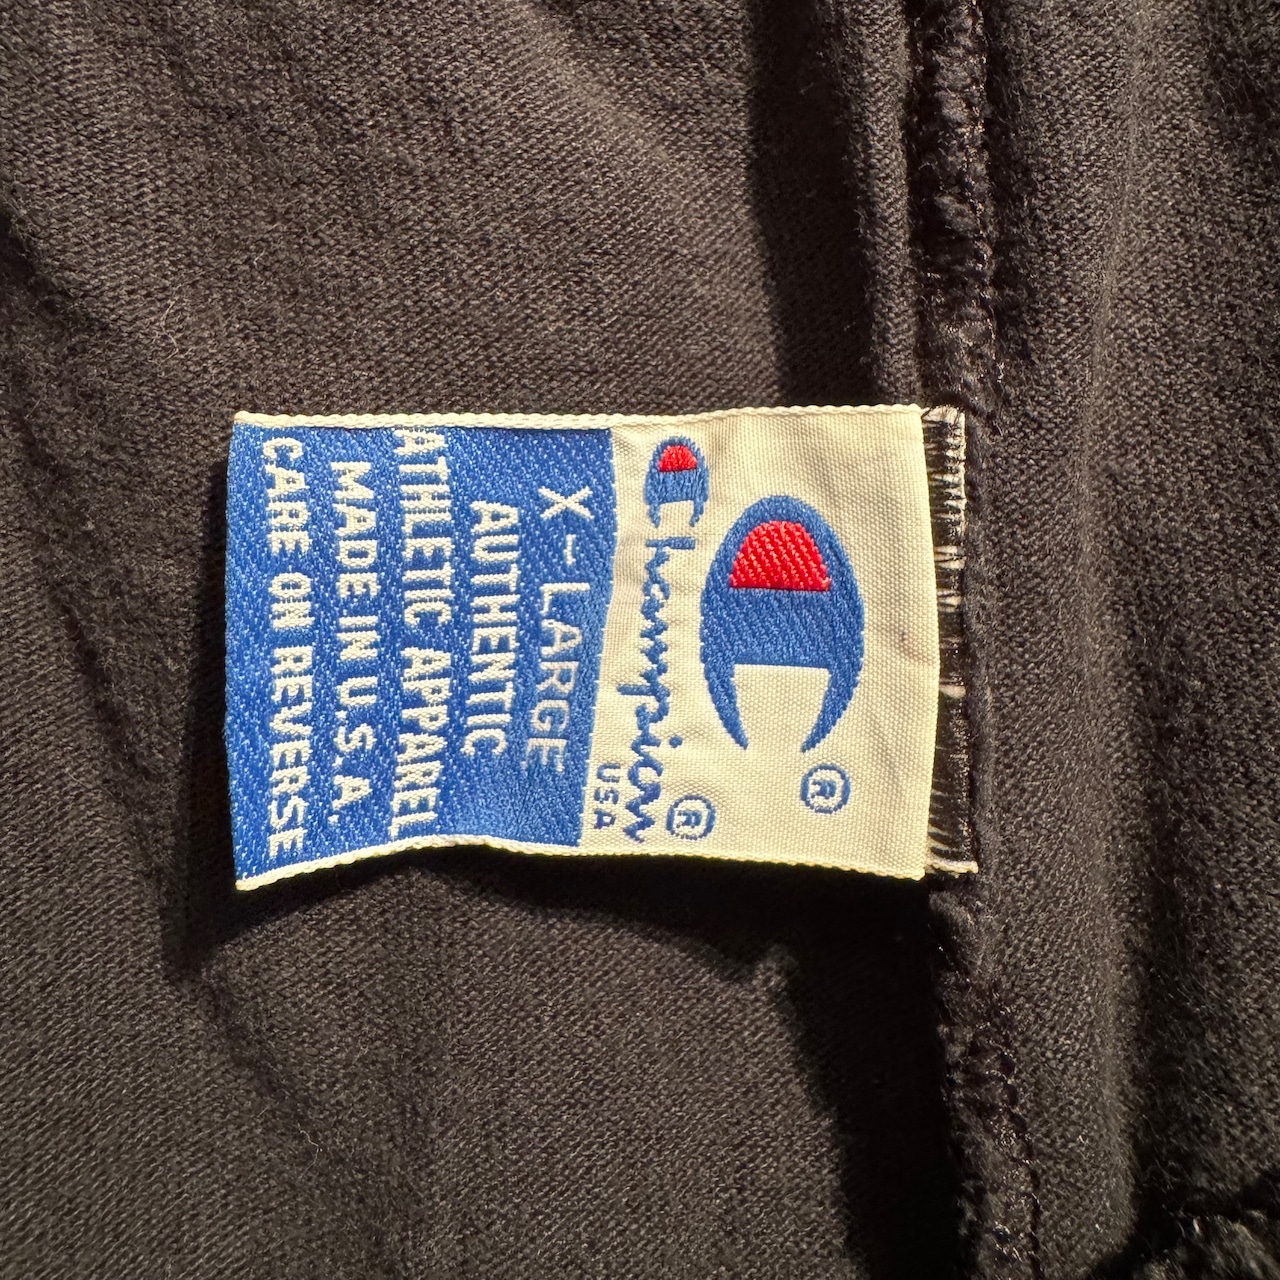 ®
Champion®
USA
X-LARGE
AUTHENTIC
ATHLETIC APPAREL
MADE IN U.S.A.
CARE ON REVERSE